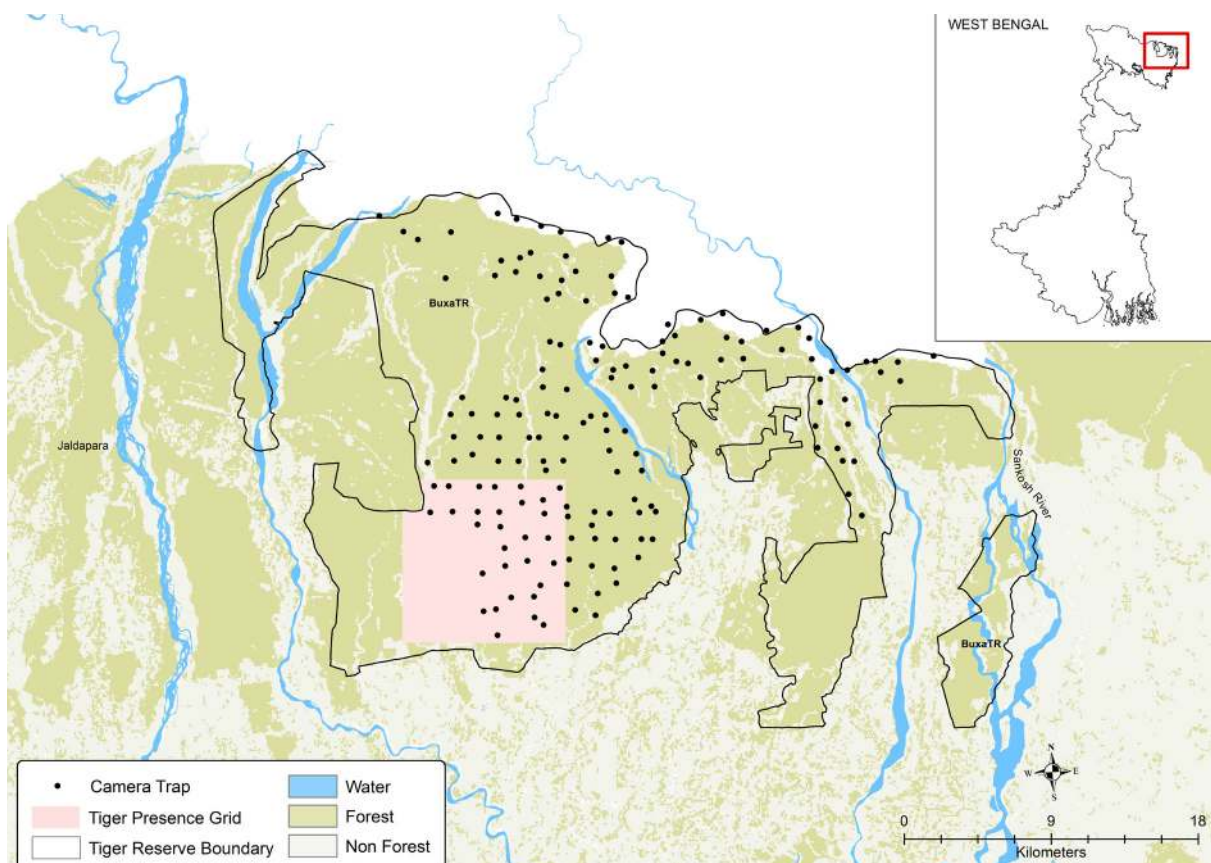 WEST BENGAL
BuxaTR
Jaldapara
Sankosh River
BuxaTR
N
W
E
S
Camera Trap
Water
Tiger Presence Grid
Forest
Tiger Reserve Boundary
Non Forest
0
9
18
Kilometers